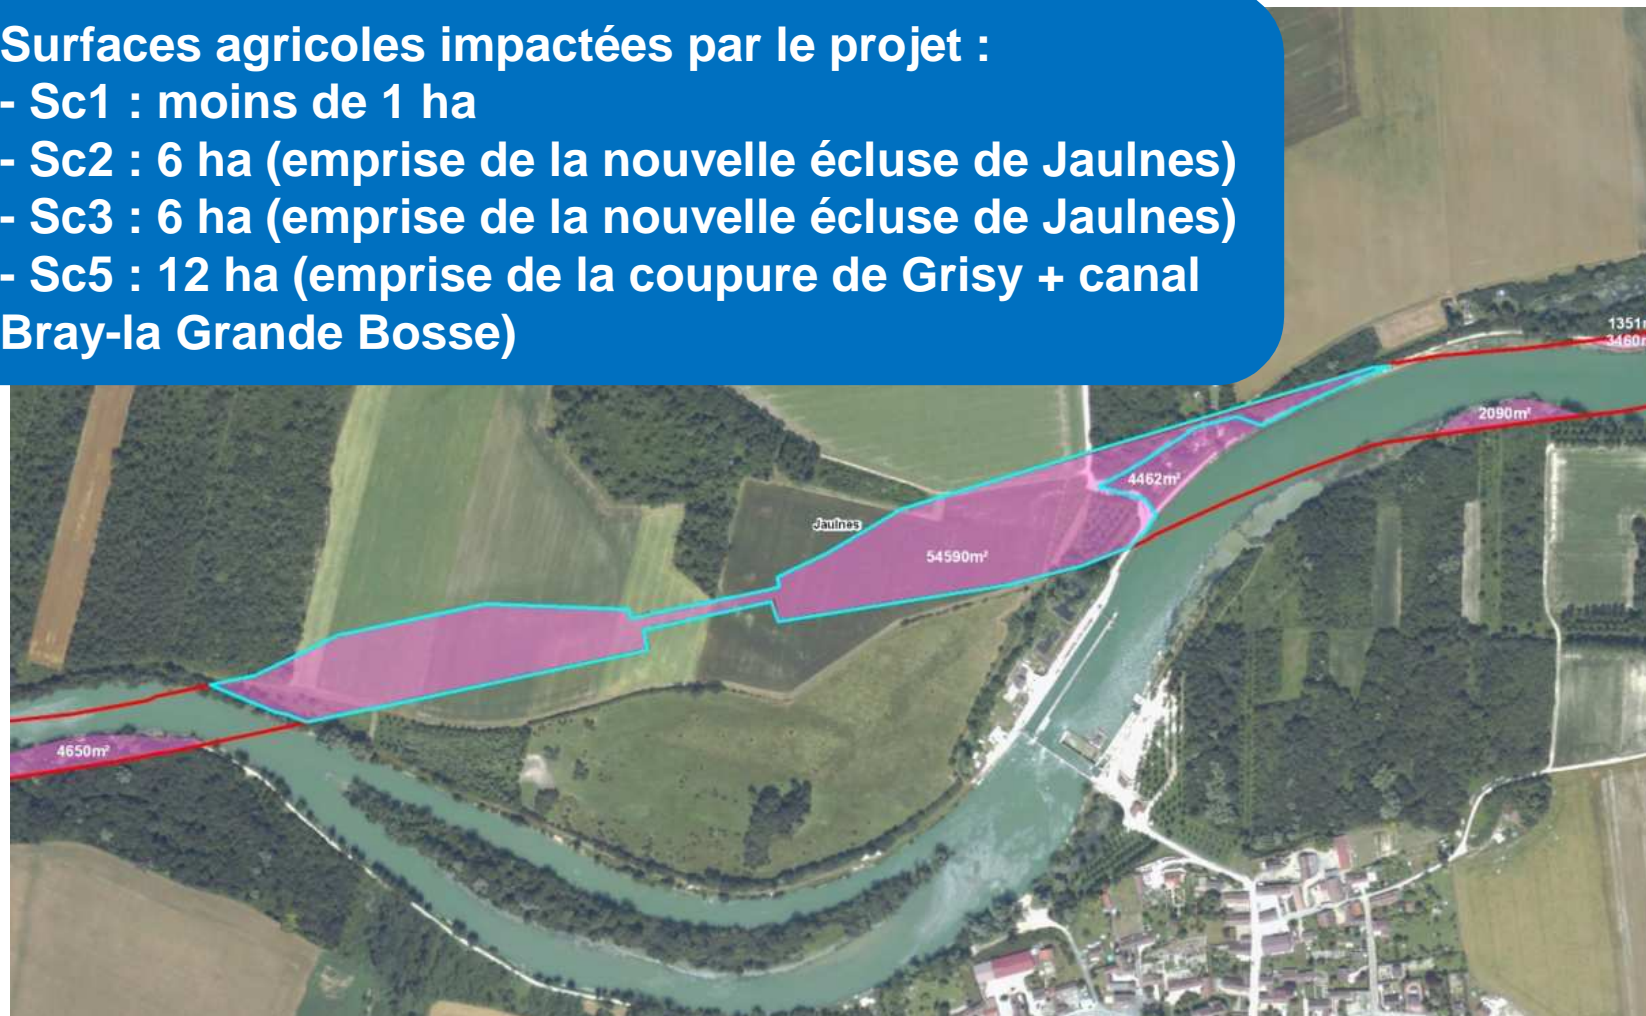 Surfaces agricoles impactées par le projet :
- Sc1 : moins de 1 ha
- Sc2 : 6 ha (emprise de la nouvelle écluse de Jaulnes)
- Sc3 : 6 ha (emprise de la nouvelle écluse de Jaulnes)
- Sc5 : 12 ha (emprise de la coupure de Grisy + canal
Bray-la Grande Bosse)
1351m
3460m
2090m²
4462m²
Jaulnes
54590m²
4650m²